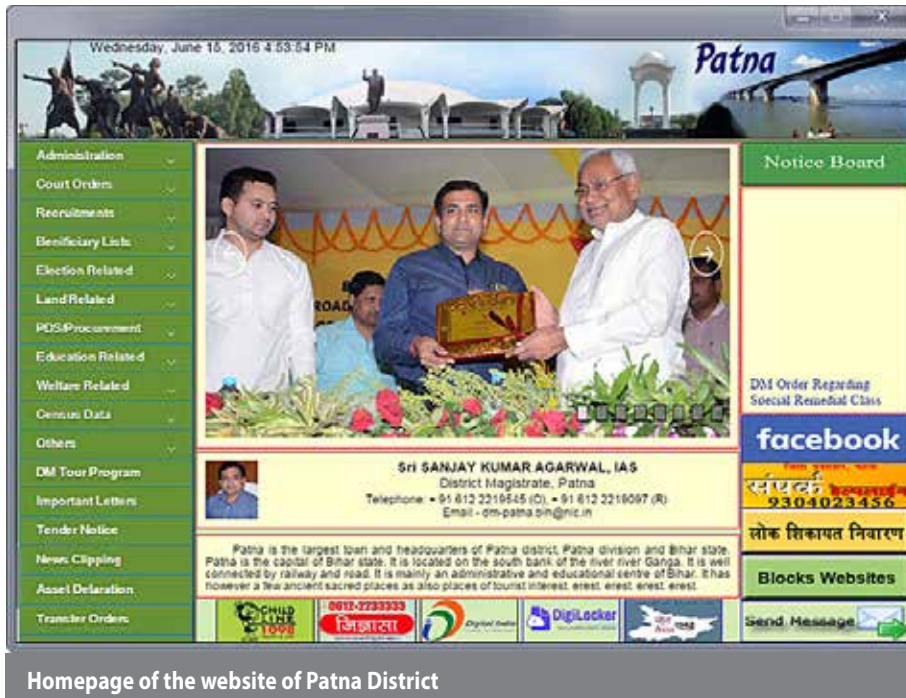 Wednesday, June 15, 2016 4:53:54 PM
Patna
Administration
Court Orders
Recruitments
Benificiary Lists
Election Related
Land Related
PDS/Procurement
Education Related
Welfare Related
Census Data
Others
DM Tour Program
Important Letters
Tender Notice
News Clipping
Asset Delaration
Transfer Orders
ROAD
Sri SANJAY KUMAR AGARWAL, IAS
District Magistrate, Patna
Telephone: + 91 612 2219545 (O), + 91 612 2219097 (R)
Email - dm-patna.bih@nic.in
Patna is the largest town and headquarters of Patna district, Patna division and Bihar state.
Patna is the capital of Bihar state. It is located on the south bank of the river river Ganga. It is well
connected by railway and road. It is mainly an administrative and educational centre of Bihar. It has
however a few ancient sacred places as also places of tourist interest. erest. erest. erest. erest.
CHILD
LINE
1098
0612-2233333
जिज्ञासा
Digital India
DigiLocker
Notice Board
DM Order Regarding
Special Remedial Class
facebook
संपर्क हेल्पलाईन
9304023456
लोक शिकायत निवारण
Blocks Websites
Send Message
Homepage of the website of Patna District